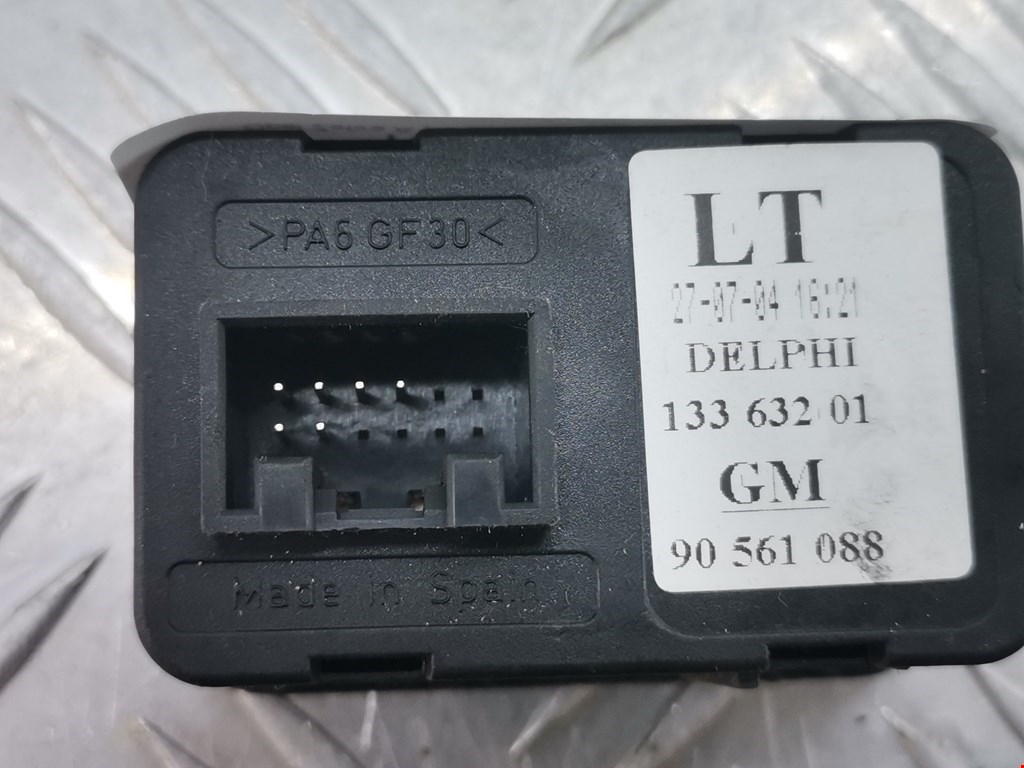 >PA6 GF30<
Made in Spain
LT
27-07-04 16:21
DELPHI
133 632 01
GM
90 561 088